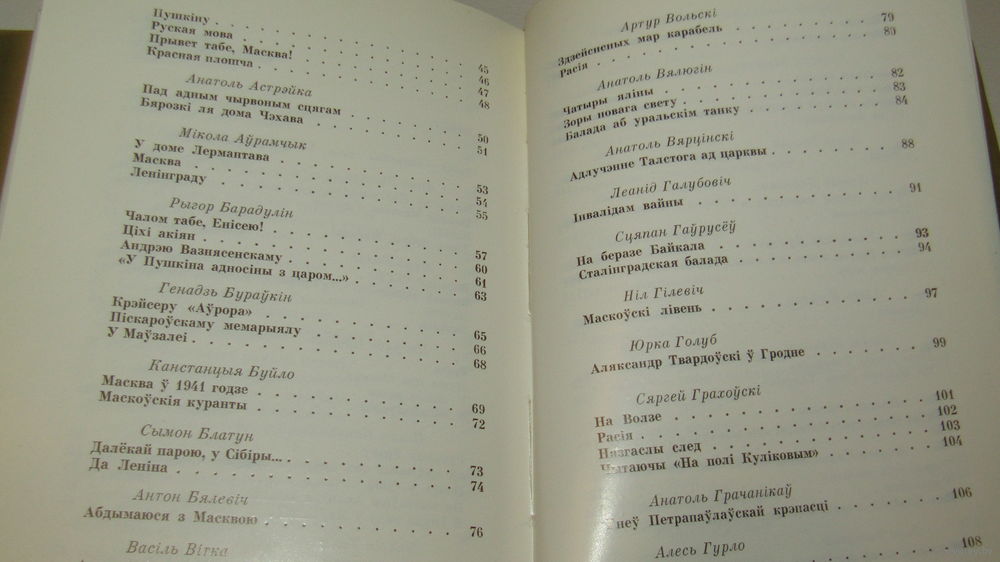 Пушкіну . . . . . . . . 45
Руская мова . . . . . . . . 46
Прывет табе, Масква! . . . . . . . . 47
Красная плошча . . . . . . . . 48
Анатоль Астрэйка
Пад адным чырвоным сцягам . . . . . 50
Бярозкі ля дома Чэхава . . . . . . 51
Мікола Аўрамчык
У доме Лермантава . . . . . . . 53
Масква . . . . . . . . . . 54
Ленінграду . . . . . . . . . 55
Рыгор Барадулін
Чалом табе, Енісею! . . . . . . . 57
Ціхі акіян . . . . . . . . . 60
Андрэю Вазнясенскаму . . . . . . 61
«У Пушкіна адносіны з царом...» . . . . 63
Генадзь Бураўкін
Крэйсеру «Аўрора» . . . . . . . 65
Піскароўскаму мемарыялу . . . . . . 66
У Маўзалеі . . . . . . . . . 68
Канстанцыя Буйло
Масква ў 1941 годзе . . . . . . . 69
Маскоўскія куранты . . . . . . . 72
Сымон Блатун
Далёкай парою, у Сібіры... . . . . . 73
Да Леніна . . . . . . . . . 74
Антон Бялевіч
Абдымаюся з Масквою . . . . . . . 76
Васіль Вітка
Артур Вольскі
Здзейсненых мар карабель . . . . . . 79
Расія . . . . . . . . . . 80
Анатоль Вялюгін
Чатыры яліны . . . . . . . . 82
Зоры новага свету . . . . . . . 83
Балада аб уральскім танку . . . . . 84
Анатоль Вярцінскі
Адлучэнне Талстога ад царквы . . . . . 88
Леанід Галубовіч
Інвалідам вайны . . . . . . . . 91
Сцяпан Гаўрусёў
На беразе Байкала . . . . . . . 93
Сталінградская балада . . . . . . 94
Ніл Гілевіч
Маскоўскі лівень . . . . . . . . 97
Юрка Голуб
Аляксандр Твардоўскі ў Гродне . . . . . 99
Сяргей Грахоўскі
На Волзе . . . . . . . . . 101
Расія . . . . . . . . . . 102
Нязгаслы след . . . . . . . . 103
Чытаючы «На полі Куліковым» . . . . . 104
Анатоль Грачанікаў
Петрапаўлаўскай крэпасці . . . . . 106
Алесь Гурло
108